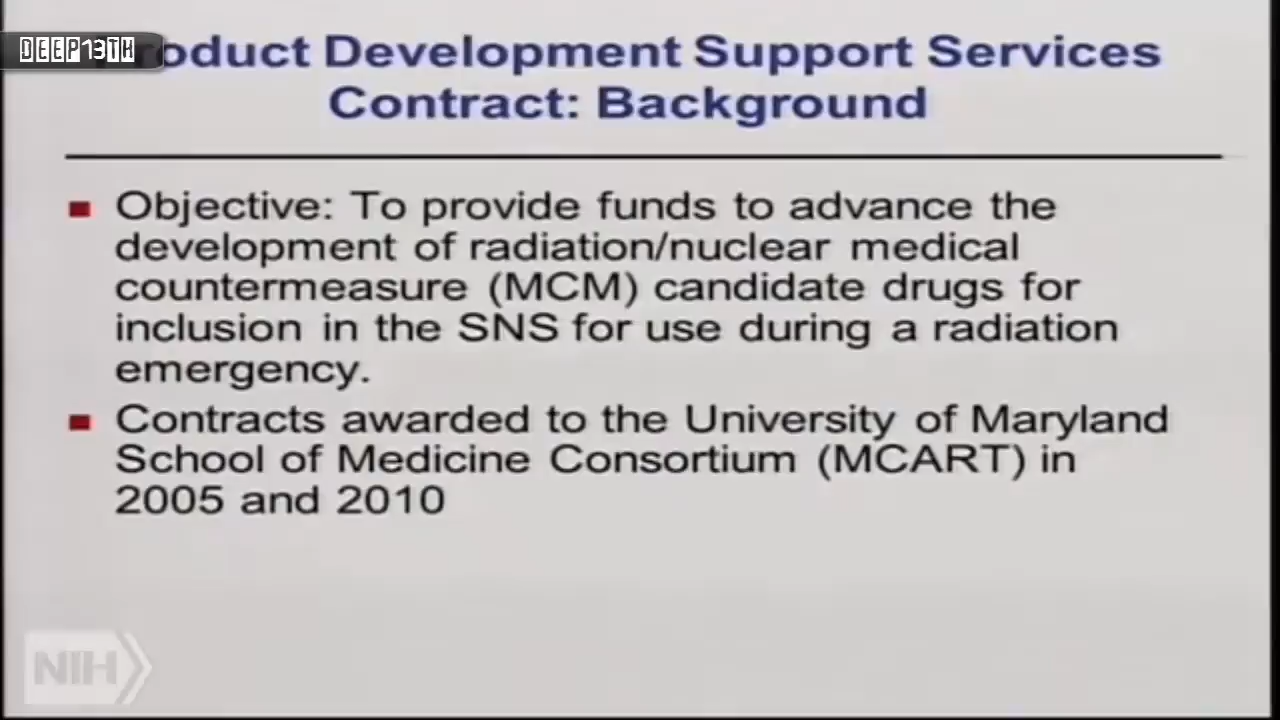 DEEP13TH
oduct Development Support Services
Contract: Background
Objective: To provide funds to advance the
development of radiation/nuclear medical
countermeasure (MCM) candidate drugs for
inclusion in the SNS for use during a radiation
emergency.
Contracts awarded to the University of Maryland
School of Medicine Consortium (MCART) in
2005 and 2010
NIH